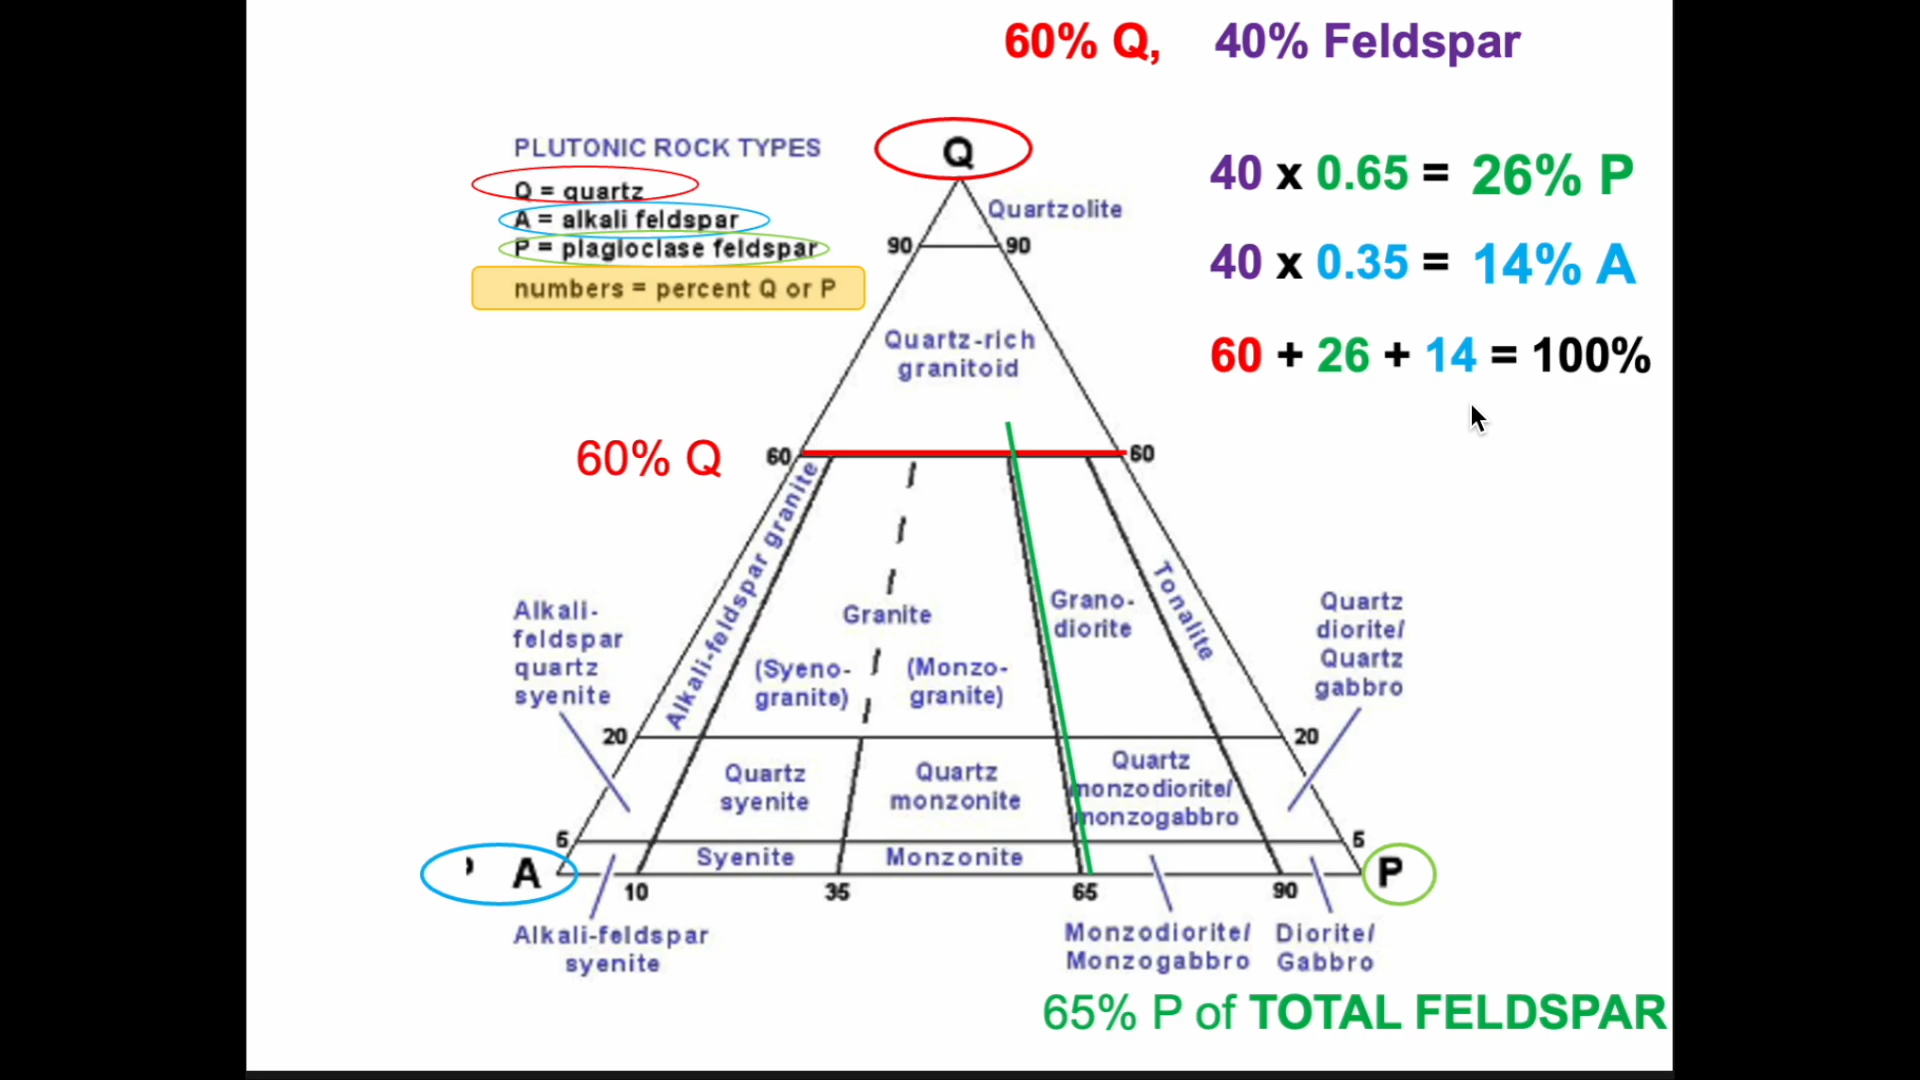 60% Q, 40% Feldspar
PLUTONIC ROCK TYPES
Q = quartz
A = alkali feldspar
P = plagioclase feldspar
numbers = percent Q or P
Q
Quartzolite
90
90
40 x 0.65 = 26% P
40 x 0.35 = 14% A
60 + 26 + 14 = 100%
Quartz-rich
granitoid
60% Q
60
60
Alkali-feldspar granite
Granite
(Syeno-
granite)
(Monzo-
granite)
Grano-
diorite
Tonalite
Alkali-
feldspar
quartz
syenite
Quartz
diorite/
Quartz
gabbro
20
20
Quartz
syenite
Quartz
monzonite
Quartz
monzodiorite/
monzogabbro
5
5
Syenite
Monzonite
A
P
10
35
65
90
Alkali-feldspar
syenite
Monzodiorite/
Monzogabbro
Diorite/
Gabbro
65% P of TOTAL FELDSPAR